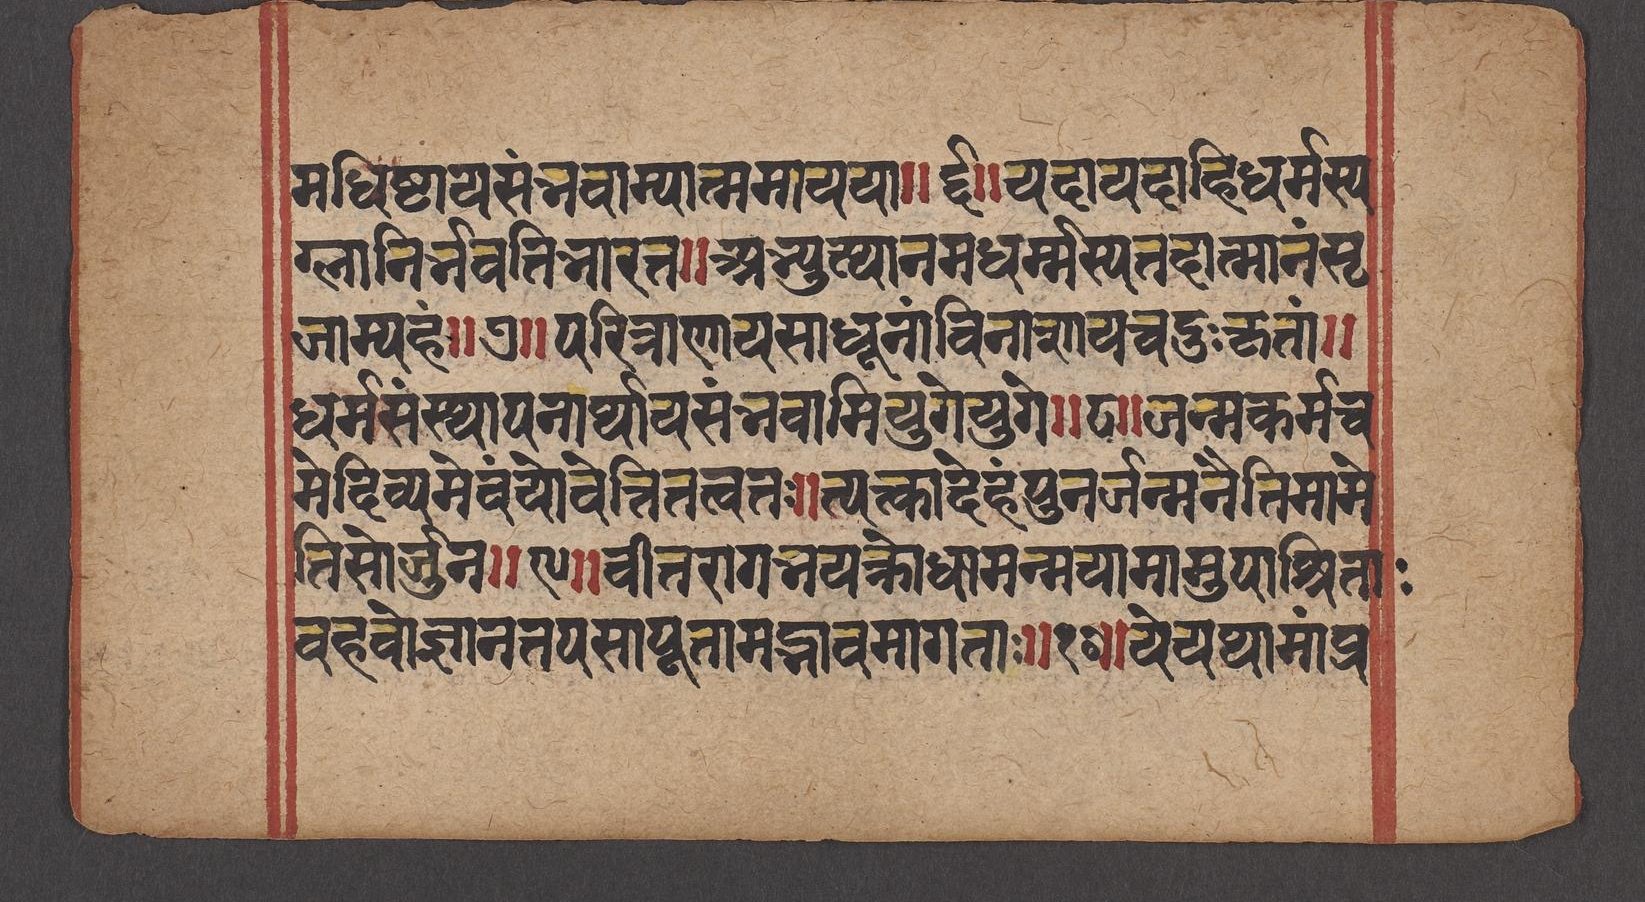 मधिष्टायसंभवाम्यात्ममायया॥ ६॥यदायदाहिधर्मस्य
ग्लानिर्भवतिभारत॥अभ्युत्थानमधर्म्मस्यतदात्मानंसृ
जाम्यहं॥७॥परित्राणायसाधूनांविनाशायचदुःकृतां॥
धर्मसंस्थापनार्थायसंभवामियुगेयुगे॥८॥जन्मकर्मच
मेदिव्यमेवंयोवेत्तितत्वतः॥त्यक्त्कादेहंपुनर्जन्मनैतिमामे
तिसोर्जुन॥९॥वीतरागभयक्रोधामन्मयामामुपाश्रिताः
वहवोज्ञानतपसापूतामद्भावमागताः॥१०॥येयथामांप्र